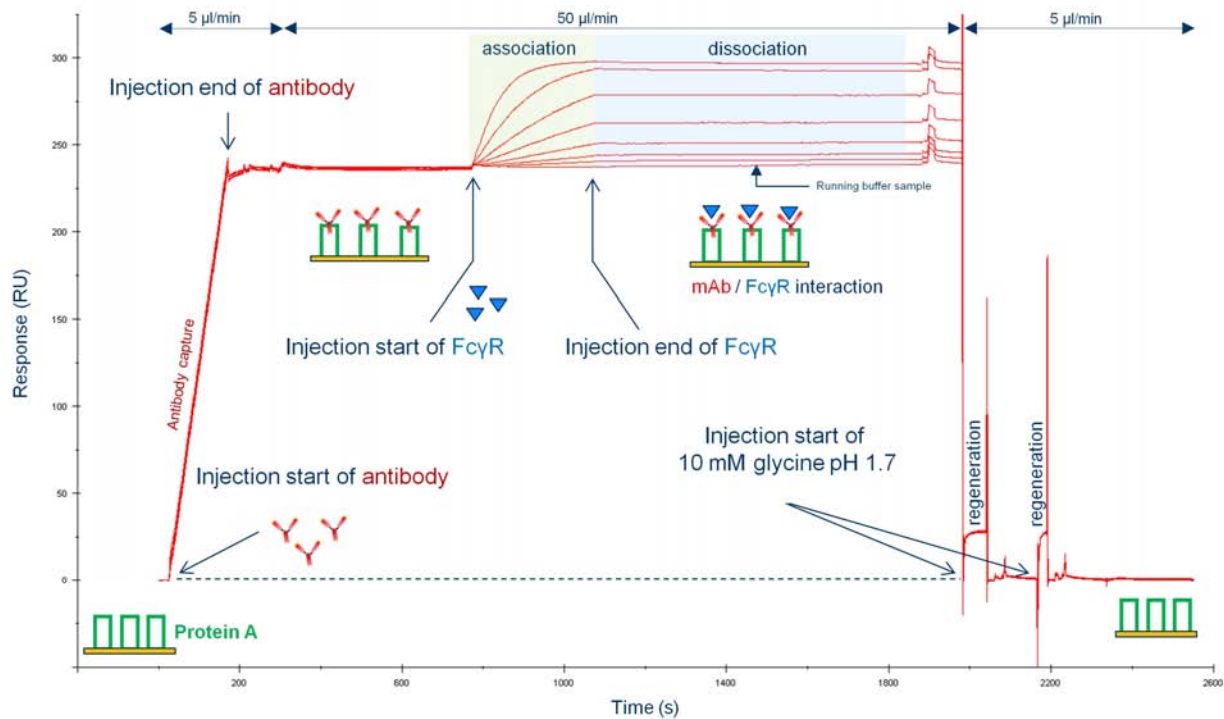 5 µl/min
50 µl/min
5 µl/min
association
dissociation
Injection end of antibody
Running buffer sample
mAb / FcγR interaction
Injection start of FcγR
Injection end of FcγR
Antibody capture
Injection start of
10 mM glycine pH 1.7
Injection start of antibody
regeneration
regeneration
Protein A
Response (RU)
300
250
200
150
100
50
0
200
600
1000
1400
1800
2200
2600
Time (s)